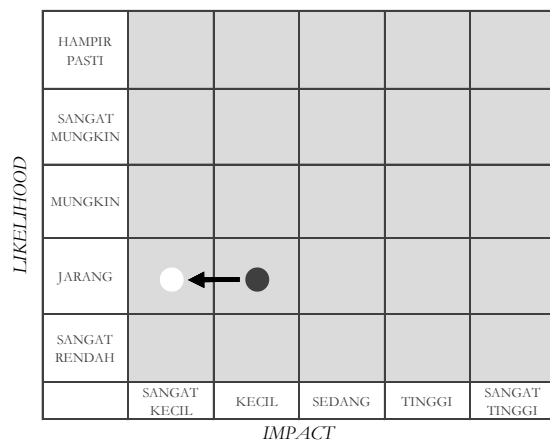 LIKELIHOOD
HAMPIR
PASTI
SANGAT
MUNGKIN
MUNGKIN
JARANG
SANGAT
RENDAH
SANGAT
KECIL
KECIL
SEDANG
TINGGI
SANGAT
TINGGI
IMPACT